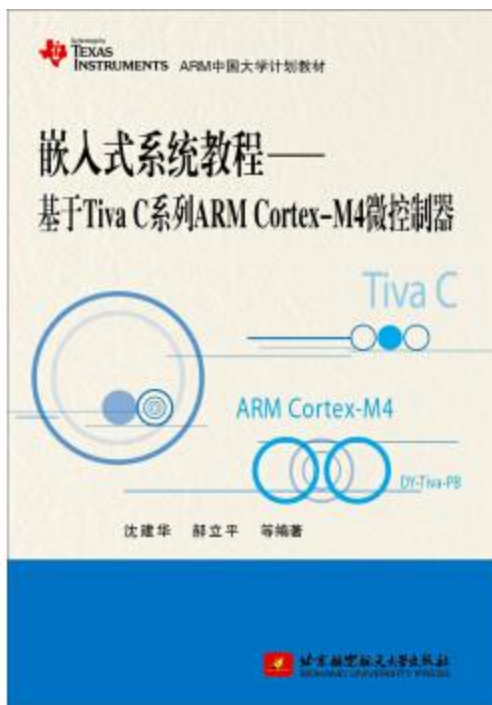 TEXAS
INSTRUMENTS ARM中国大学计划教材
嵌入式系统教程——
基于Tiva C系列ARM Cortex-M4微控制器
Tiva C
ARM Cortex-M4
DY-Tiva-PB
沈建华 郝立平 等编著
北京航空航天大学出版社
BEIHANG UNIVERSITY PRESS